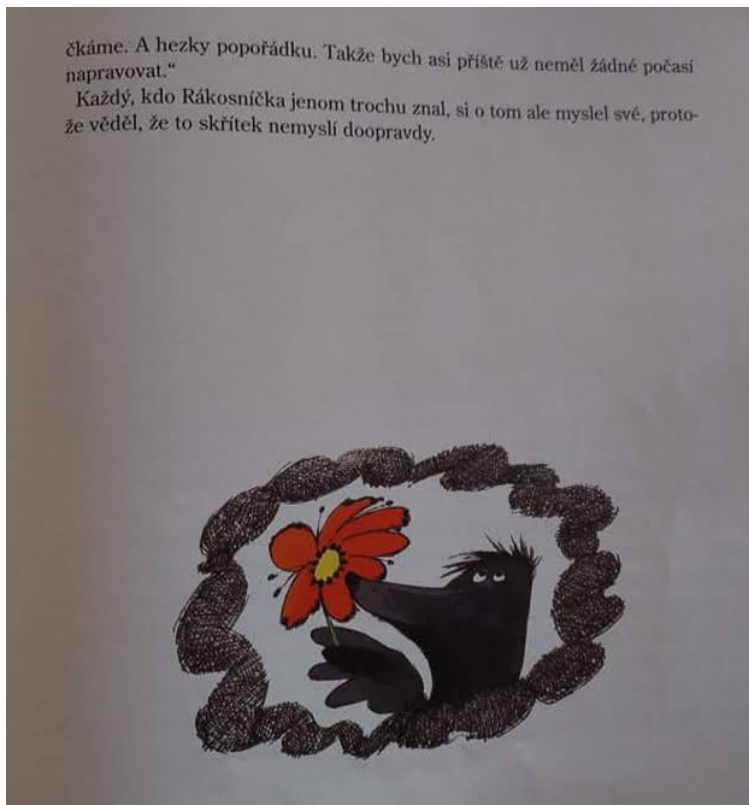 čkáme. A hezky popořádku. Takže bych asi příště už neměl žádné počasí
napravovat.“
Každý, kdo Rákosníčka jenom trochu znal, si o tom ale myslel své, proto-
že věděl, že to skřítek nemyslí doopravdy.